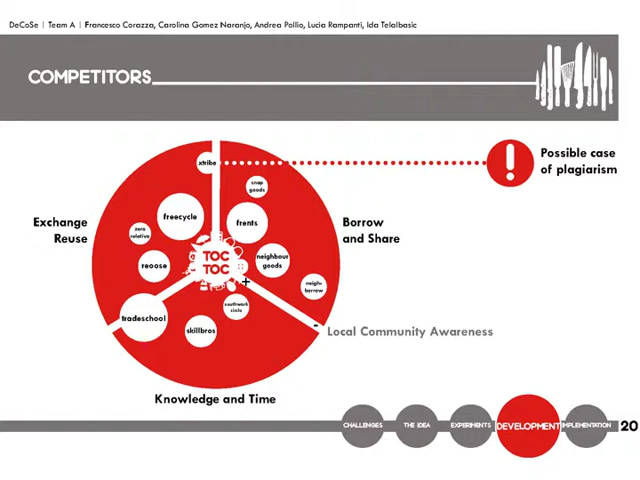 DeCoSe | Team A | Francesco Corazza, Carolina Gomez Naranjo, Andrea Pollio, Lucia Rampanti, Ida Telalbasic
COMPETITORS
xtribe
!
Possible case
of plagiarism
snap
goods
freecycle
frents
zero
relative
Exchange
Reuse
Borrow
and Share
TOC
TOC
neighbour
goods
reoose
+
neigh
borrow
southwark
circle
tradeschool
skillbros
-
Local Community Awareness
Knowledge and Time
CHALLENGES
THE IDEA
EXPERIMENTS
DEVELOPMENT
IMPLEMENTATION
20